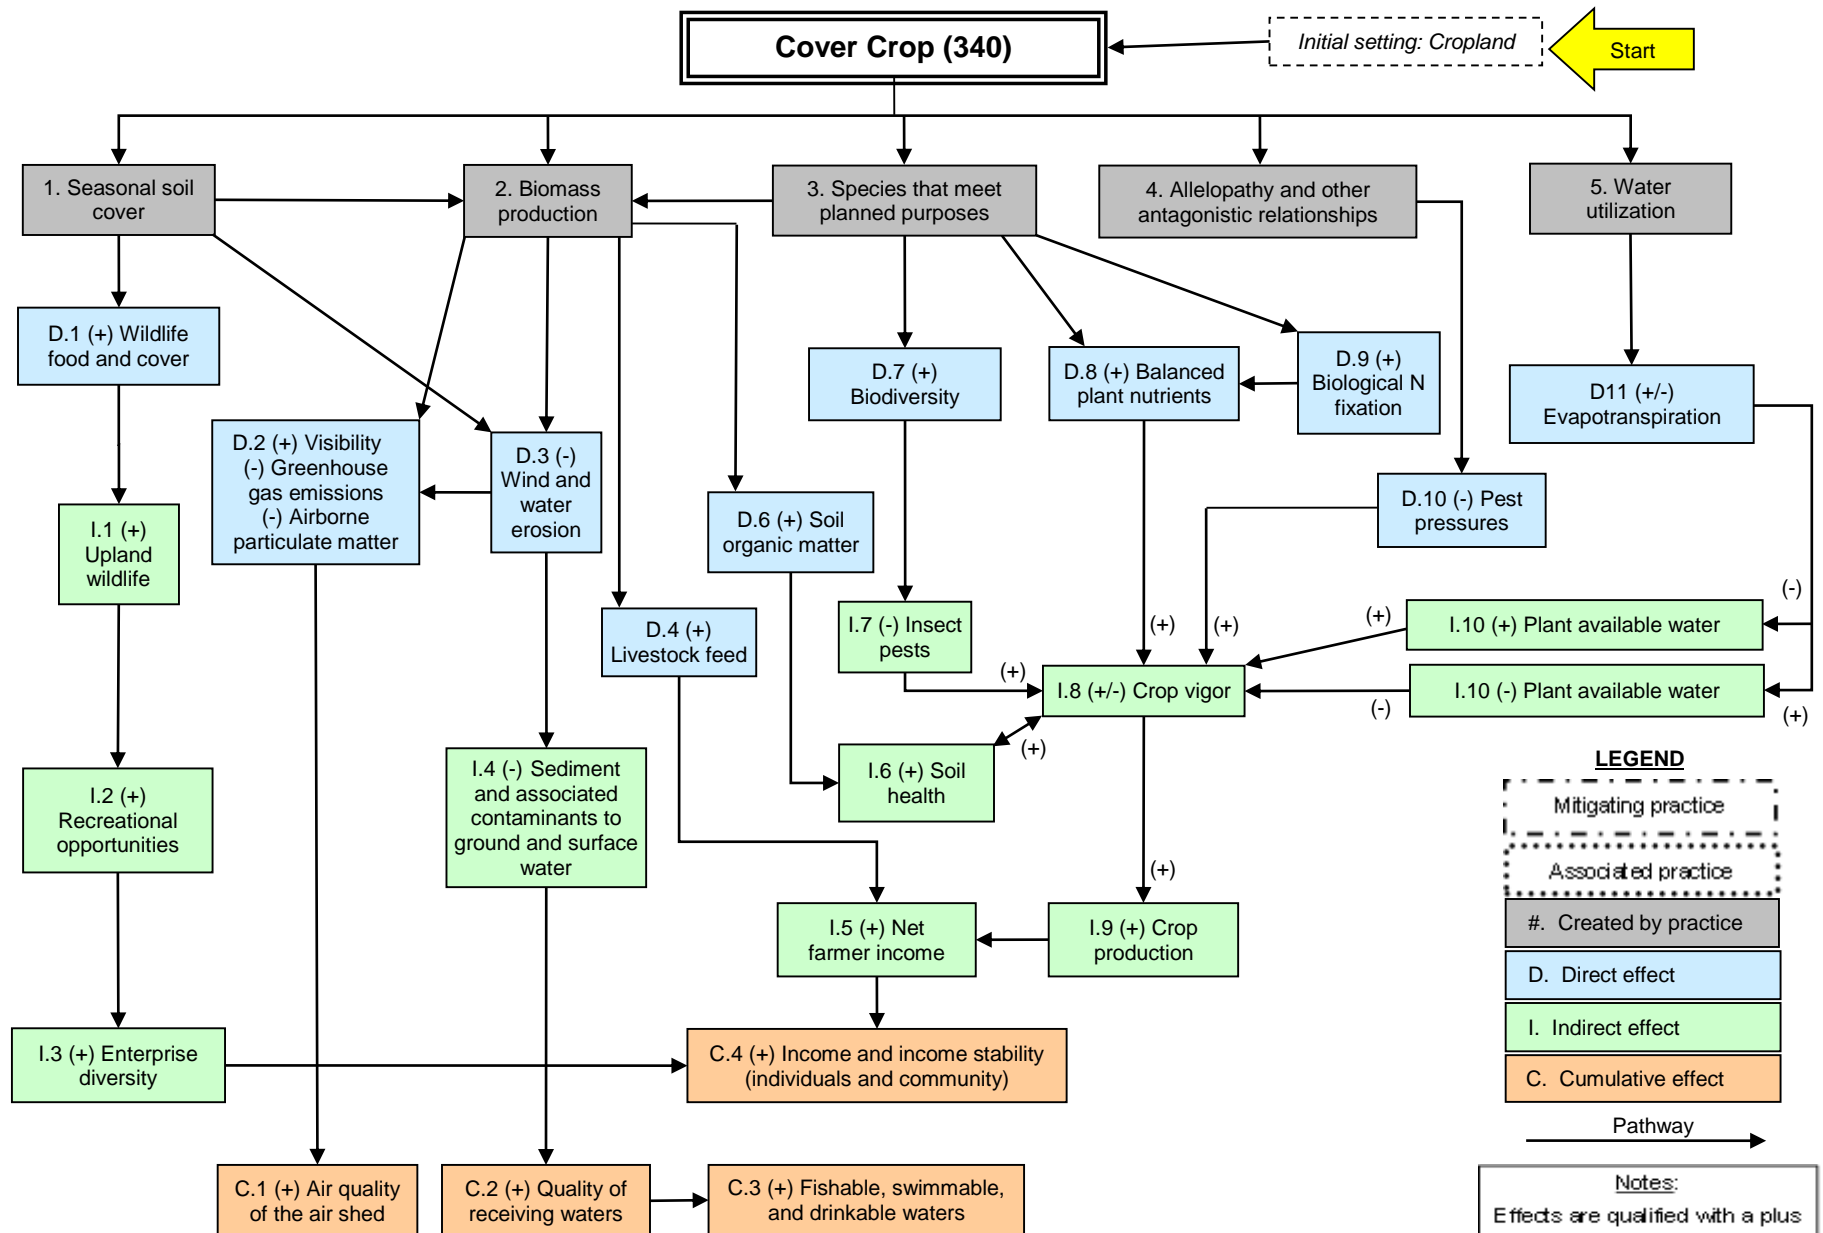 Cover Crop (340)
Initial setting: Cropland
Start
1. Seasonal soil
cover
2. Biomass
production
3. Species that meet
planned purposes
4. Allelopathy and other
antagonistic relationships
5. Water
utilization
D.1 (+) Wildlife
food and cover
D.2 (+) Visibility
(-) Greenhouse
gas emissions
(-) Airborne
particulate matter
D.3 (-)
Wind and
water
erosion
D.6 (+) Soil
organic matter
D.4 (+)
Livestock feed
D.7 (+)
Biodiversity
D.8 (+) Balanced
plant nutrients
D.9 (+)
Biological N
fixation
D.10 (-) Pest
pressures
D11 (+/-)
Evapotranspiration
I.1 (+)
Upland
wildlife
I.7 (-) Insect
pests
(+)
(+)
(+)
(+)
(-)
I.10 (+) Plant available water
I.8 (+/-) Crop vigor
(-)
I.10 (-) Plant available water
(+)
(+)
I.2 (+)
Recreational
opportunities
I.4 (-) Sediment
and associated
contaminants to
ground and surface
water
I.6 (+) Soil
health
(+)
I.5 (+) Net
farmer income
I.9 (+) Crop
production
I.3 (+) Enterprise
diversity
C.4 (+) Income and income stability
(individuals and community)
C.1 (+) Air quality
of the air shed
C.2 (+) Quality of
receiving waters
C.3 (+) Fishable, swimmable,
and drinkable waters
LEGEND
Mitigating practice
Associated practice
#. Created by practice
D. Direct effect
I. Indirect effect
C. Cumulative effect
Pathway
Notes:
Effects are qualified with a plus